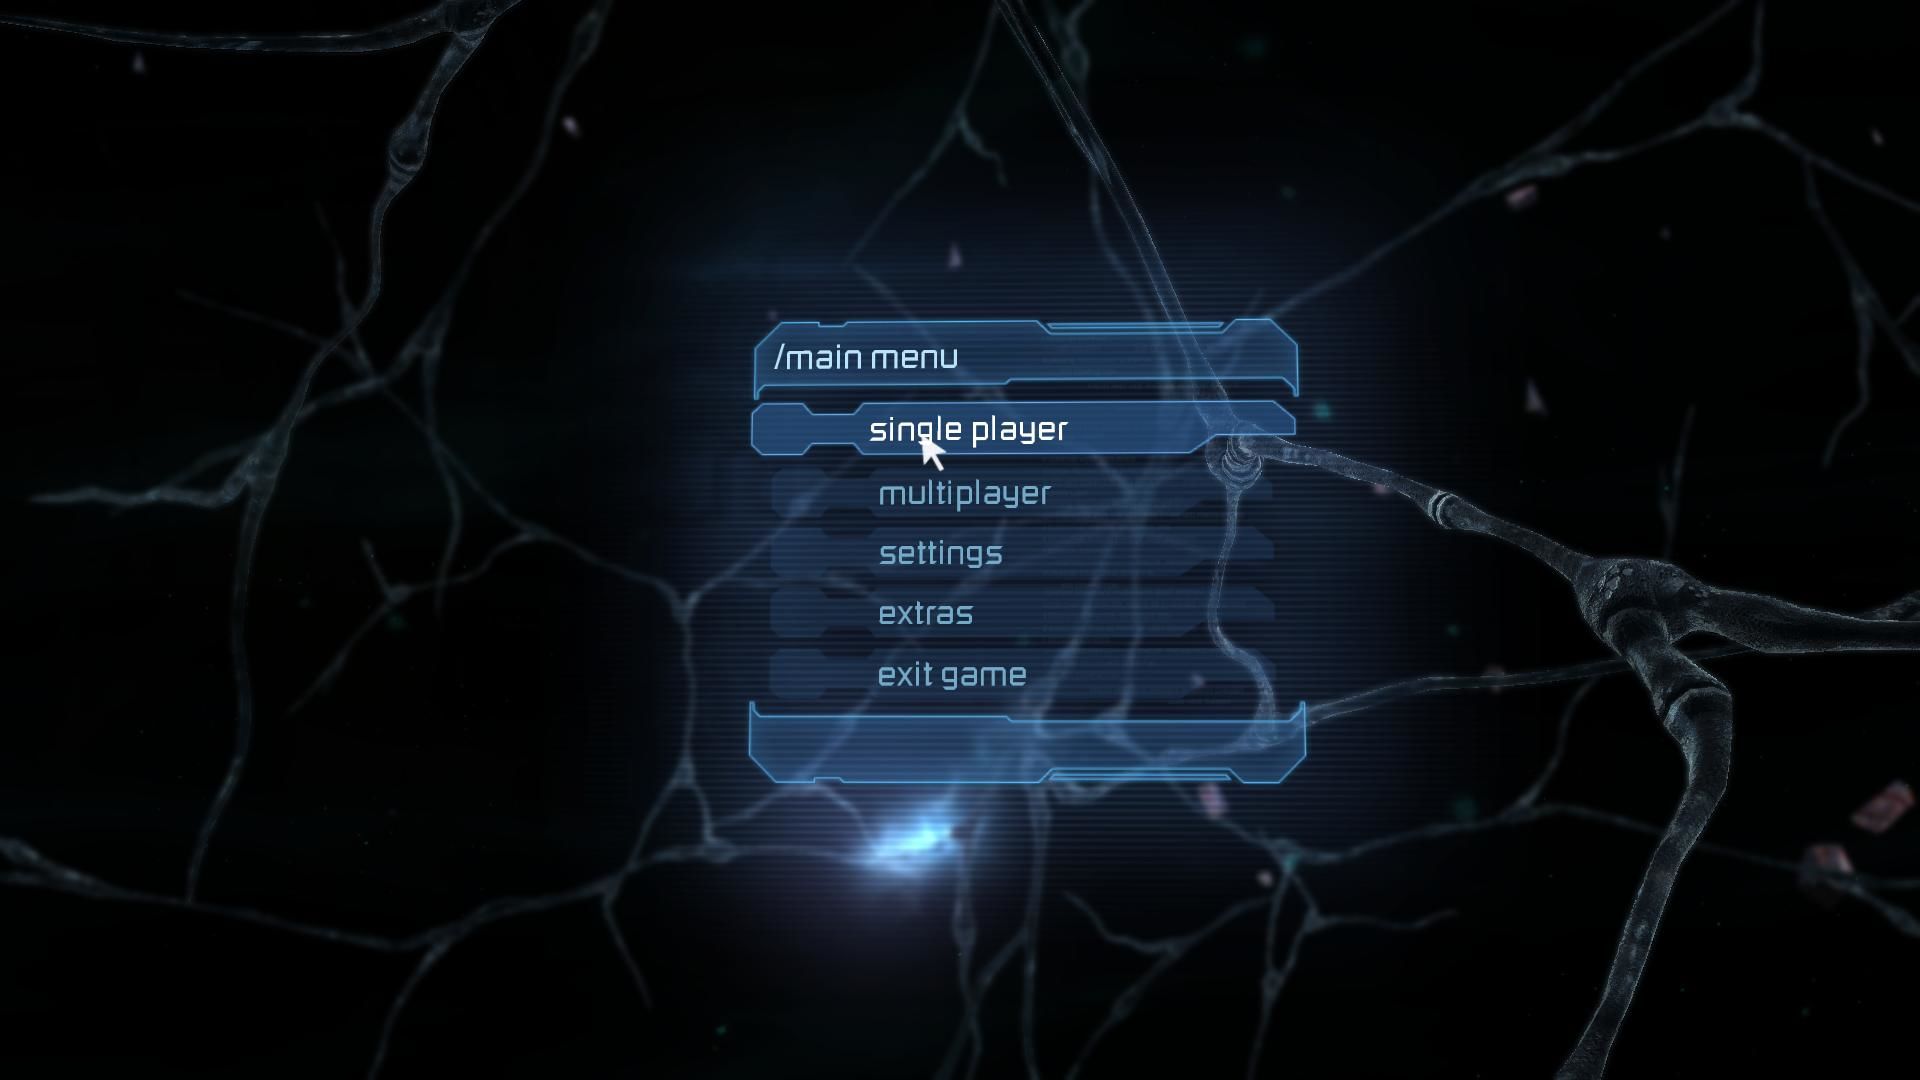 /main menu
single player
multiplayer
settings
extras
exit game